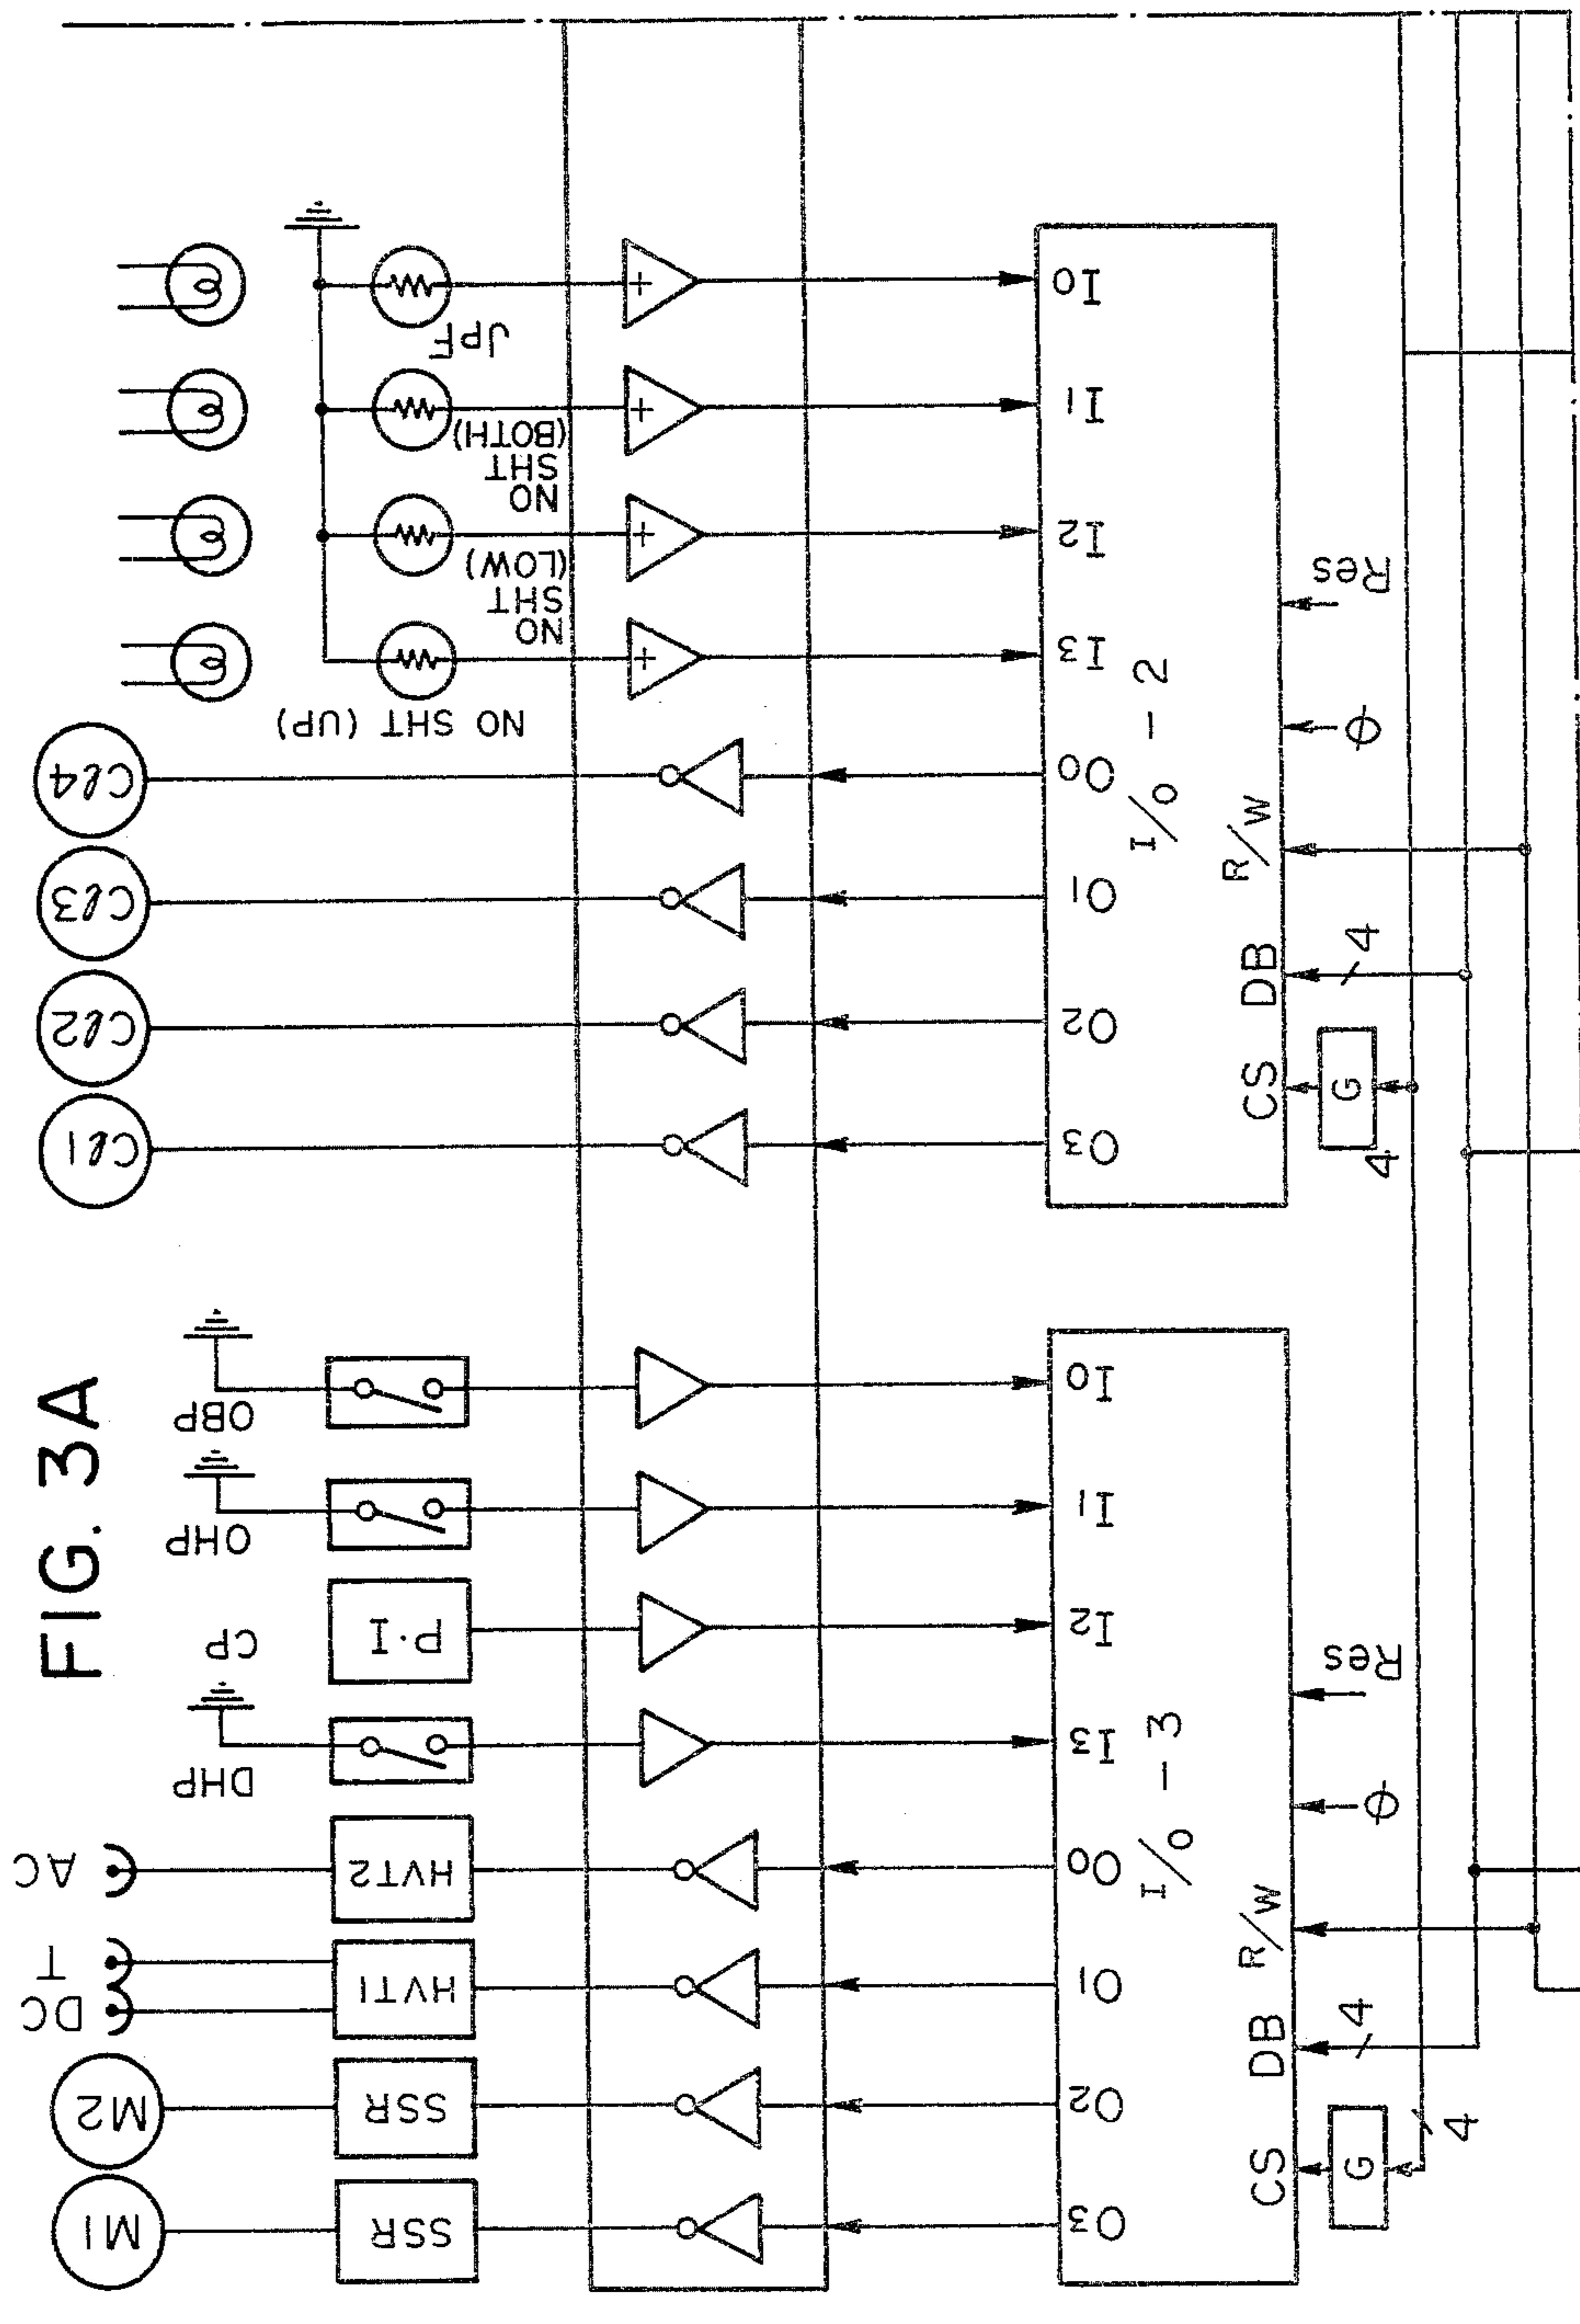 FIG. 3A
Cl4
Cl3
Cl2
Cl1
JPF
NO SHT (BOTH)
NO SHT (LOW)
NO SHT (UP)
I0
I1
I2
I3
O0
O1
O2
O3
I/O - 2
Res
φ
R/W
DB
4
CS
G
4
OBP
OHP
CP
P·I
DHP
AC
HVT2
T
DC
HVT1
M2
SSR
M1
SSR
I0
I1
I2
I3
O0
O1
O2
O3
I/O - 3
Res
φ
R/W
DB
4
CS
G
4